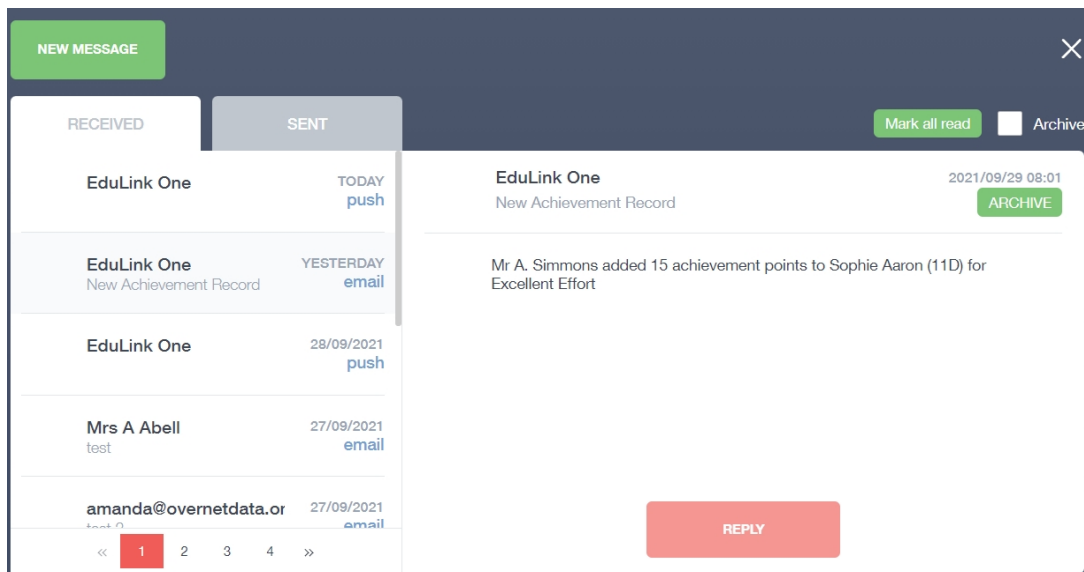 NEW MESSAGE
RECEIVED
SENT
Mark all read
Archive
EduLink One
TODAY
push
EduLink One
YESTERDAY
New Achievement Record
email
EduLink One
28/09/2021
push
Mrs A Abell
27/09/2021
test
email
amanda@overnetdata.or
27/09/2021
test 2
email
« 1 2 3 4 »
EduLink One
2021/09/29 08:01
New Achievement Record
ARCHIVE
Mr A. Simmons added 15 achievement points to Sophie Aaron (11D) for
Excellent Effort
REPLY